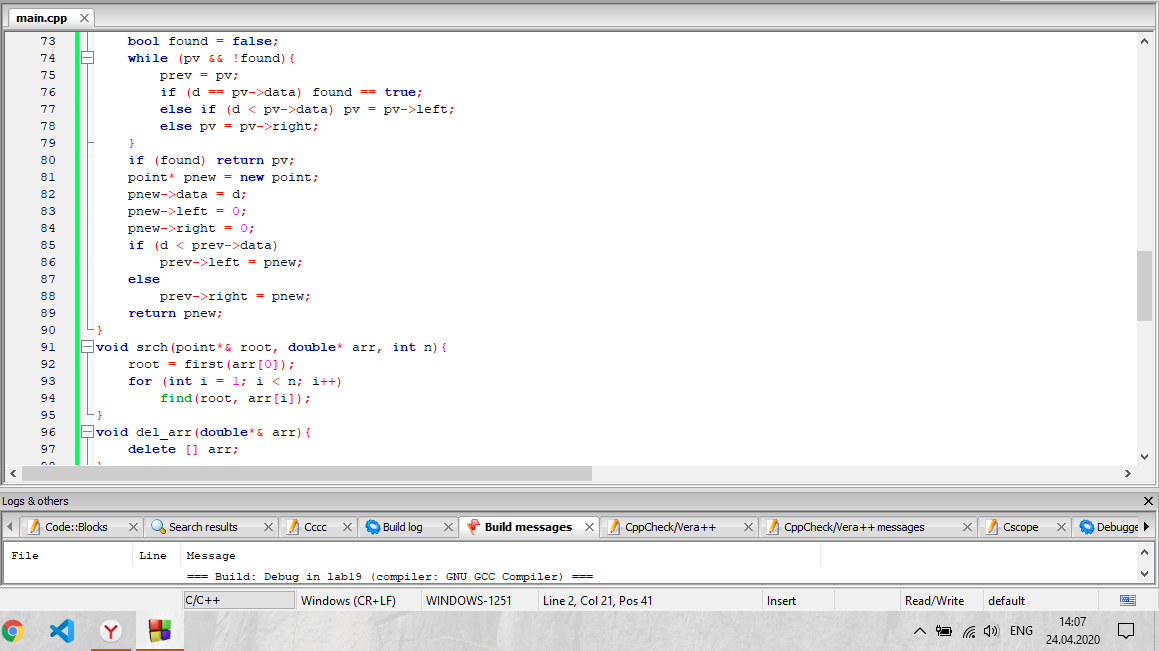 main.cpp
73 bool found = false;
74 while (pv && !found){
75 prev = pv;
76 if (d == pv->data) found == true;
77 else if (d < pv->data) pv = pv->left;
78 else pv = pv->right;
79 }
80 if (found) return pv;
81 point* pnew = new point;
82 pnew->data = d;
83 pnew->left = 0;
84 pnew->right = 0;
85 if (d < prev->data)
86 prev->left = pnew;
87 else
88 prev->right = pnew;
89 return pnew;
90 }
91 void srch(point*& root, double* arr, int n){
92 root = first(arr[0]);
93 for (int i = 1; i < n; i++)
94 find(root, arr[i]);
95 }
96 void del_arr(double*& arr){
97 delete [] arr;
98 }
Logs & others
Code::Blocks Search results Cccc Build log Build messages CppCheck/Vera++ CppCheck/Vera++ messages Cscope Debugge
File Line Message
=== Build: Debug in lab19 (compiler: GNU GCC Compiler) ===
C/C++ Windows (CR+LF) WINDOWS-1251 Line 2, Col 21, Pos 41 Insert Read/Write default
ENG 14:07
24.04.2020